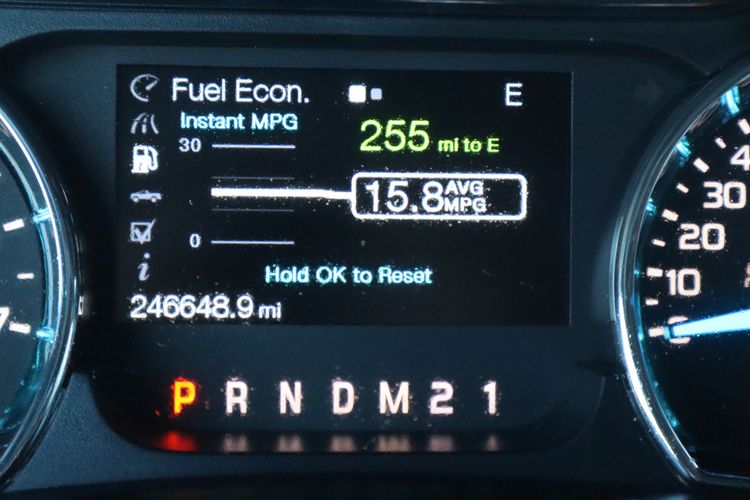 Fuel Econ. E
Instant MPG
30
255 mi to E
15.8 AVG MPG
0
i
Hold OK to Reset
246648.9 mi
P R N D M 2 1
30
20
10
0